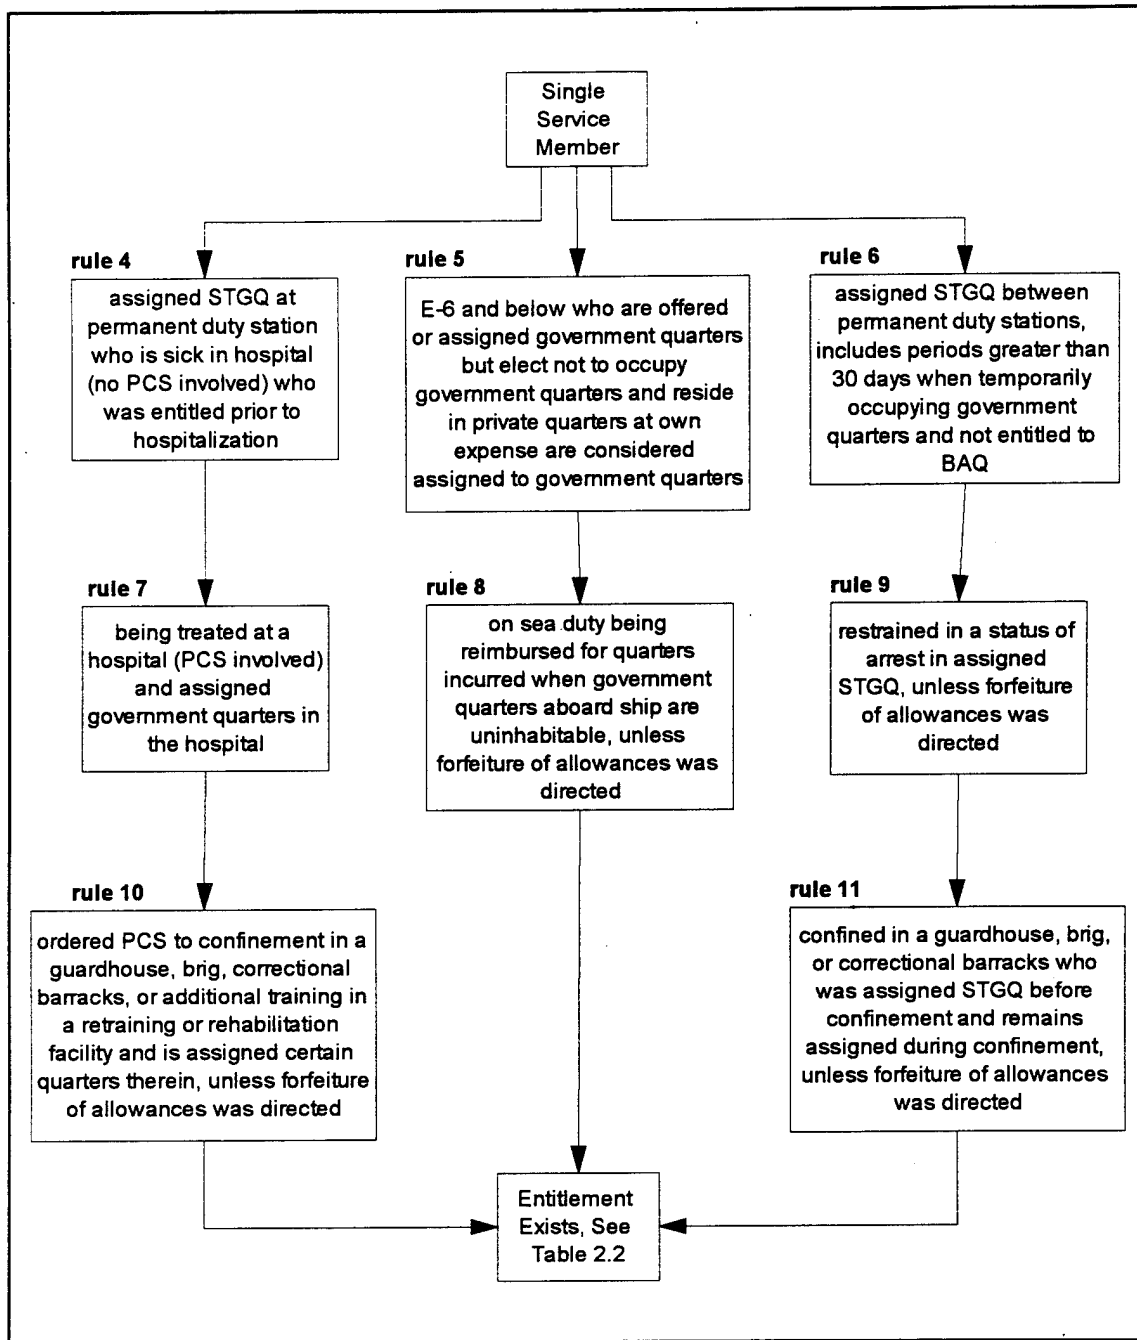 Single
Service
Member
rule 4
assigned STGQ at
permanent duty station
who is sick in hospital
(no PCS involved) who
was entitled prior to
hospitalization
rule 5
E-6 and below who are offered
or assigned government quarters
but elect not to occupy
government quarters and reside
in private quarters at own
expense are considered
assigned to government quarters
rule 6
assigned STGQ between
permanent duty stations,
includes periods greater than
30 days when temporarily
occupying government
quarters and not entitled to
BAQ
rule 7
being treated at a
hospital (PCS involved)
and assigned
government quarters in
the hospital
rule 8
on sea duty being
reimbursed for quarters
incurred when government
quarters aboard ship are
uninhabitable, unless
forfeiture of allowances was
directed
rule 9
restrained in a status of
arrest in assigned
STGQ, unless forfeiture
of allowances was
directed
rule 10
ordered PCS to confinement in a
guardhouse, brig, correctional
barracks, or additional training in
a retraining or rehabilitation
facility and is assigned certain
quarters therein, unless forfeiture
of allowances was directed
rule 11
confined in a guardhouse, brig,
or correctional barracks who
was assigned STGQ before
confinement and remains
assigned during confinement,
unless forfeiture of allowances
was directed
Entitlement
Exists, See
Table 2.2